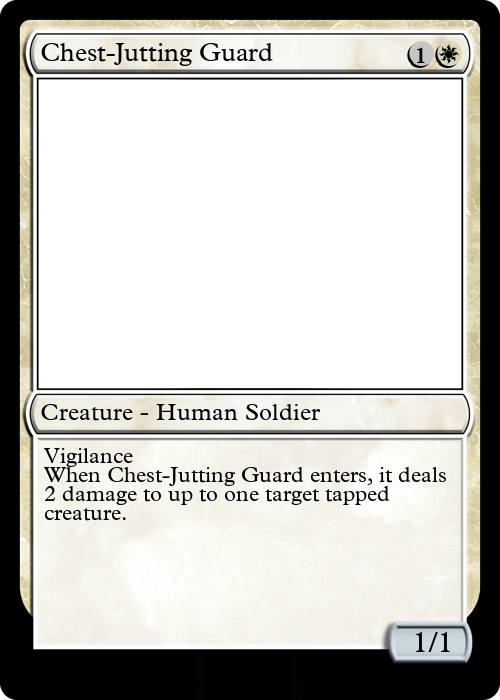 Chest-Jutting Guard 1
Creature - Human Soldier
Vigilance
When Chest-Jutting Guard enters, it deals
2 damage to up to one target tapped
creature.
1/1